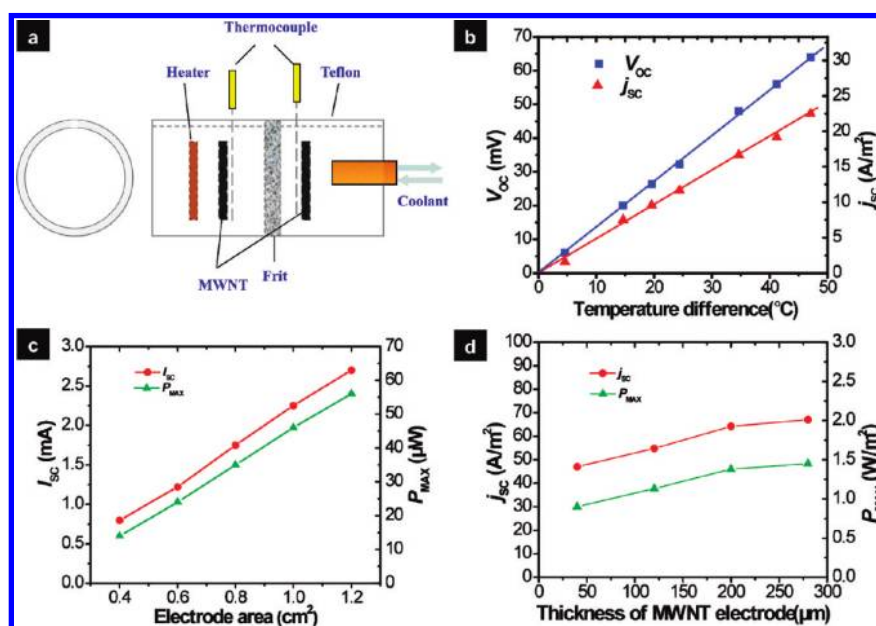 a
Thermocouple
Heater
Teflon
Coolant
MWNT
Frit
b
70
60
50
40
30
20
10
0
V_OC (mV)
V_OC
j_SC
30
25
20
15
10
5
0
j_SC (A/m²)
0 10 20 30 40 50
Temperature difference(°C)
c
3.0
2.5
2.0
1.5
1.0
0.5
0.0
I_SC (mA)
I_SC
P_MAX
70
60
50
40
30
20
10
0
P_MAX (µW)
0.4 0.6 0.8 1.0 1.2
Electrode area (cm²)
d
100
90
80
70
60
50
40
30
20
10
0
j_SC (A/m²)
j_SC
P_MAX
3.0
2.5
2.0
1.5
1.0
0.5
0.0
P_MAX (W/m²)
0 50 100 150 200 250 300
Thickness of MWNT electrode(µm)